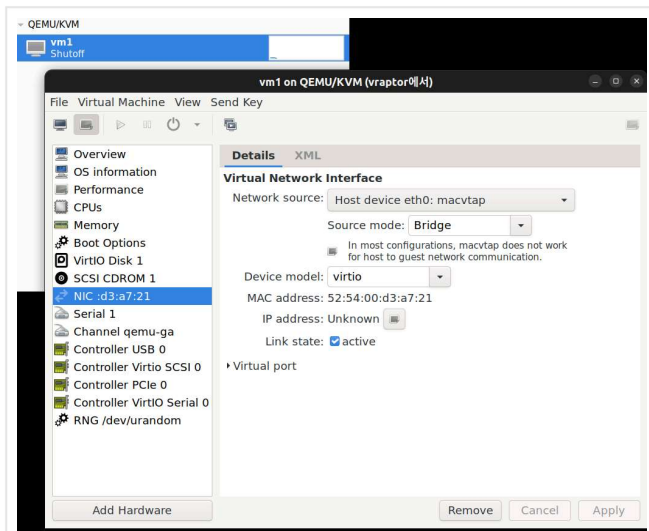 QEMU/KVM
vm1
Shutoff
vm1 on QEMU/KVM (vraptor에서)
File Virtual Machine View Send Key
Overview
OS information
Performance
CPUs
Memory
Boot Options
VirtIO Disk 1
SCSI CDROM 1
NIC :d3:a7:21
Serial 1
Channel qemu-ga
Controller USB 0
Controller Virtio SCSI 0
Controller PCIe 0
Controller VirtIO Serial 0
RNG /dev/urandom
Add Hardware
Details XML
Virtual Network Interface
Network source: Host device eth0: macvtap
Source mode: Bridge
In most configurations, macvtap does not work
for host to guest network communication.
Device model: virtio
MAC address: 52:54:00:d3:a7:21
IP address: Unknown
Link state: active
Virtual port
Remove Cancel Apply